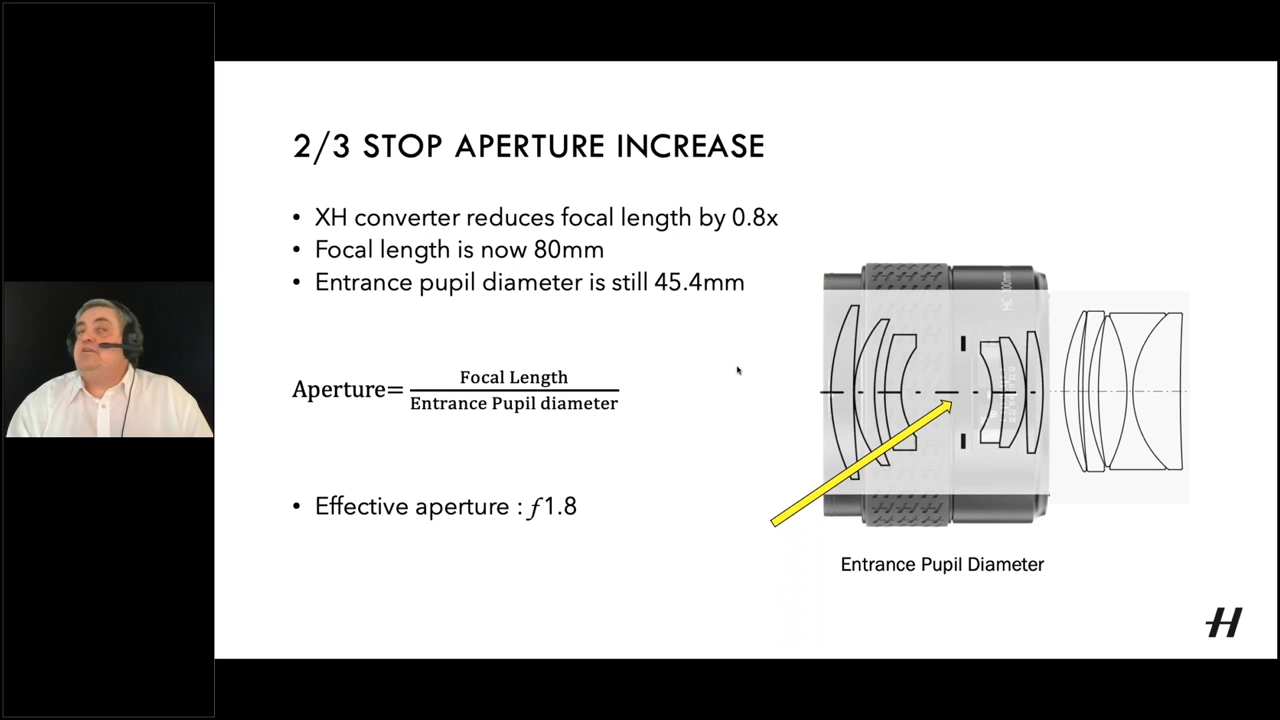 2/3 STOP APERTURE INCREASE
• XH converter reduces focal length by 0.8x
• Focal length is now 80mm
• Entrance pupil diameter is still 45.4mm
Aperture= Focal Length
Entrance Pupil diameter
• Effective aperture : ƒ1.8
Entrance Pupil Diameter
H